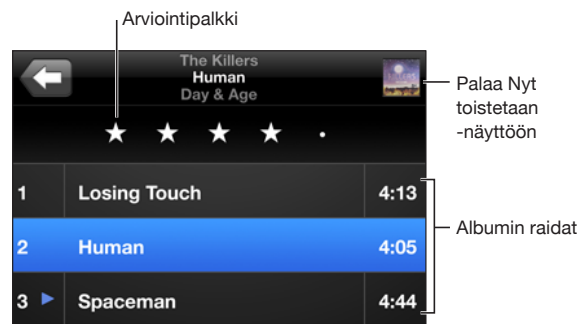 Arviointipalkki
The Killers
Human
Day & Age
Palaa Nyt
toistetaan
-näyttöön
1 Losing Touch 4:13
2 Human 4:05
3 Spaceman 4:44
Albumin raidat